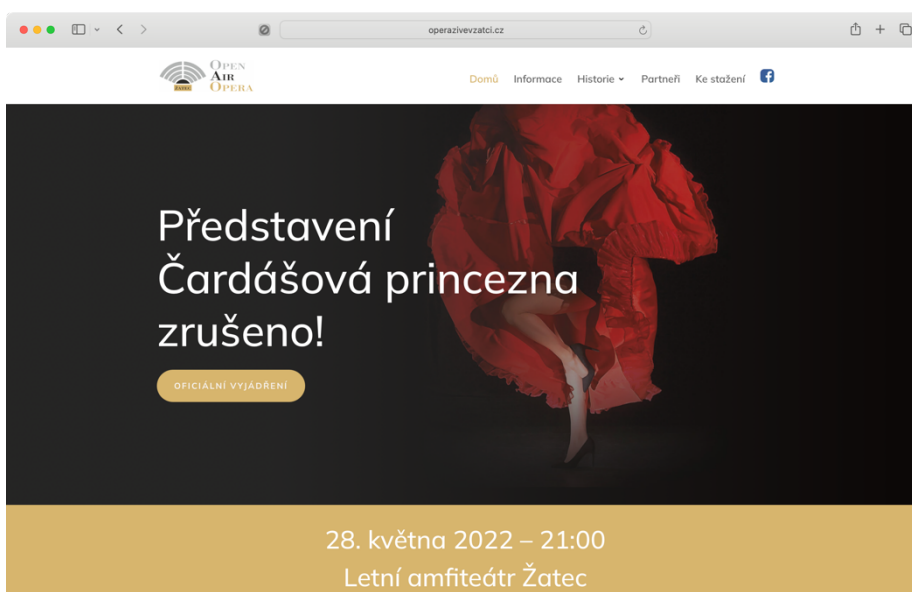 operazivevzatci.cz
OPEN
AIR
OPERA
ŽATEC
Domů Informace Historie Partneři Ke stažení
Představení
Čardášová princezna
zrušeno!
OFICIÁLNÍ VYJÁDŘENÍ
28. května 2022 – 21:00
Letní amfiteátr Žatec